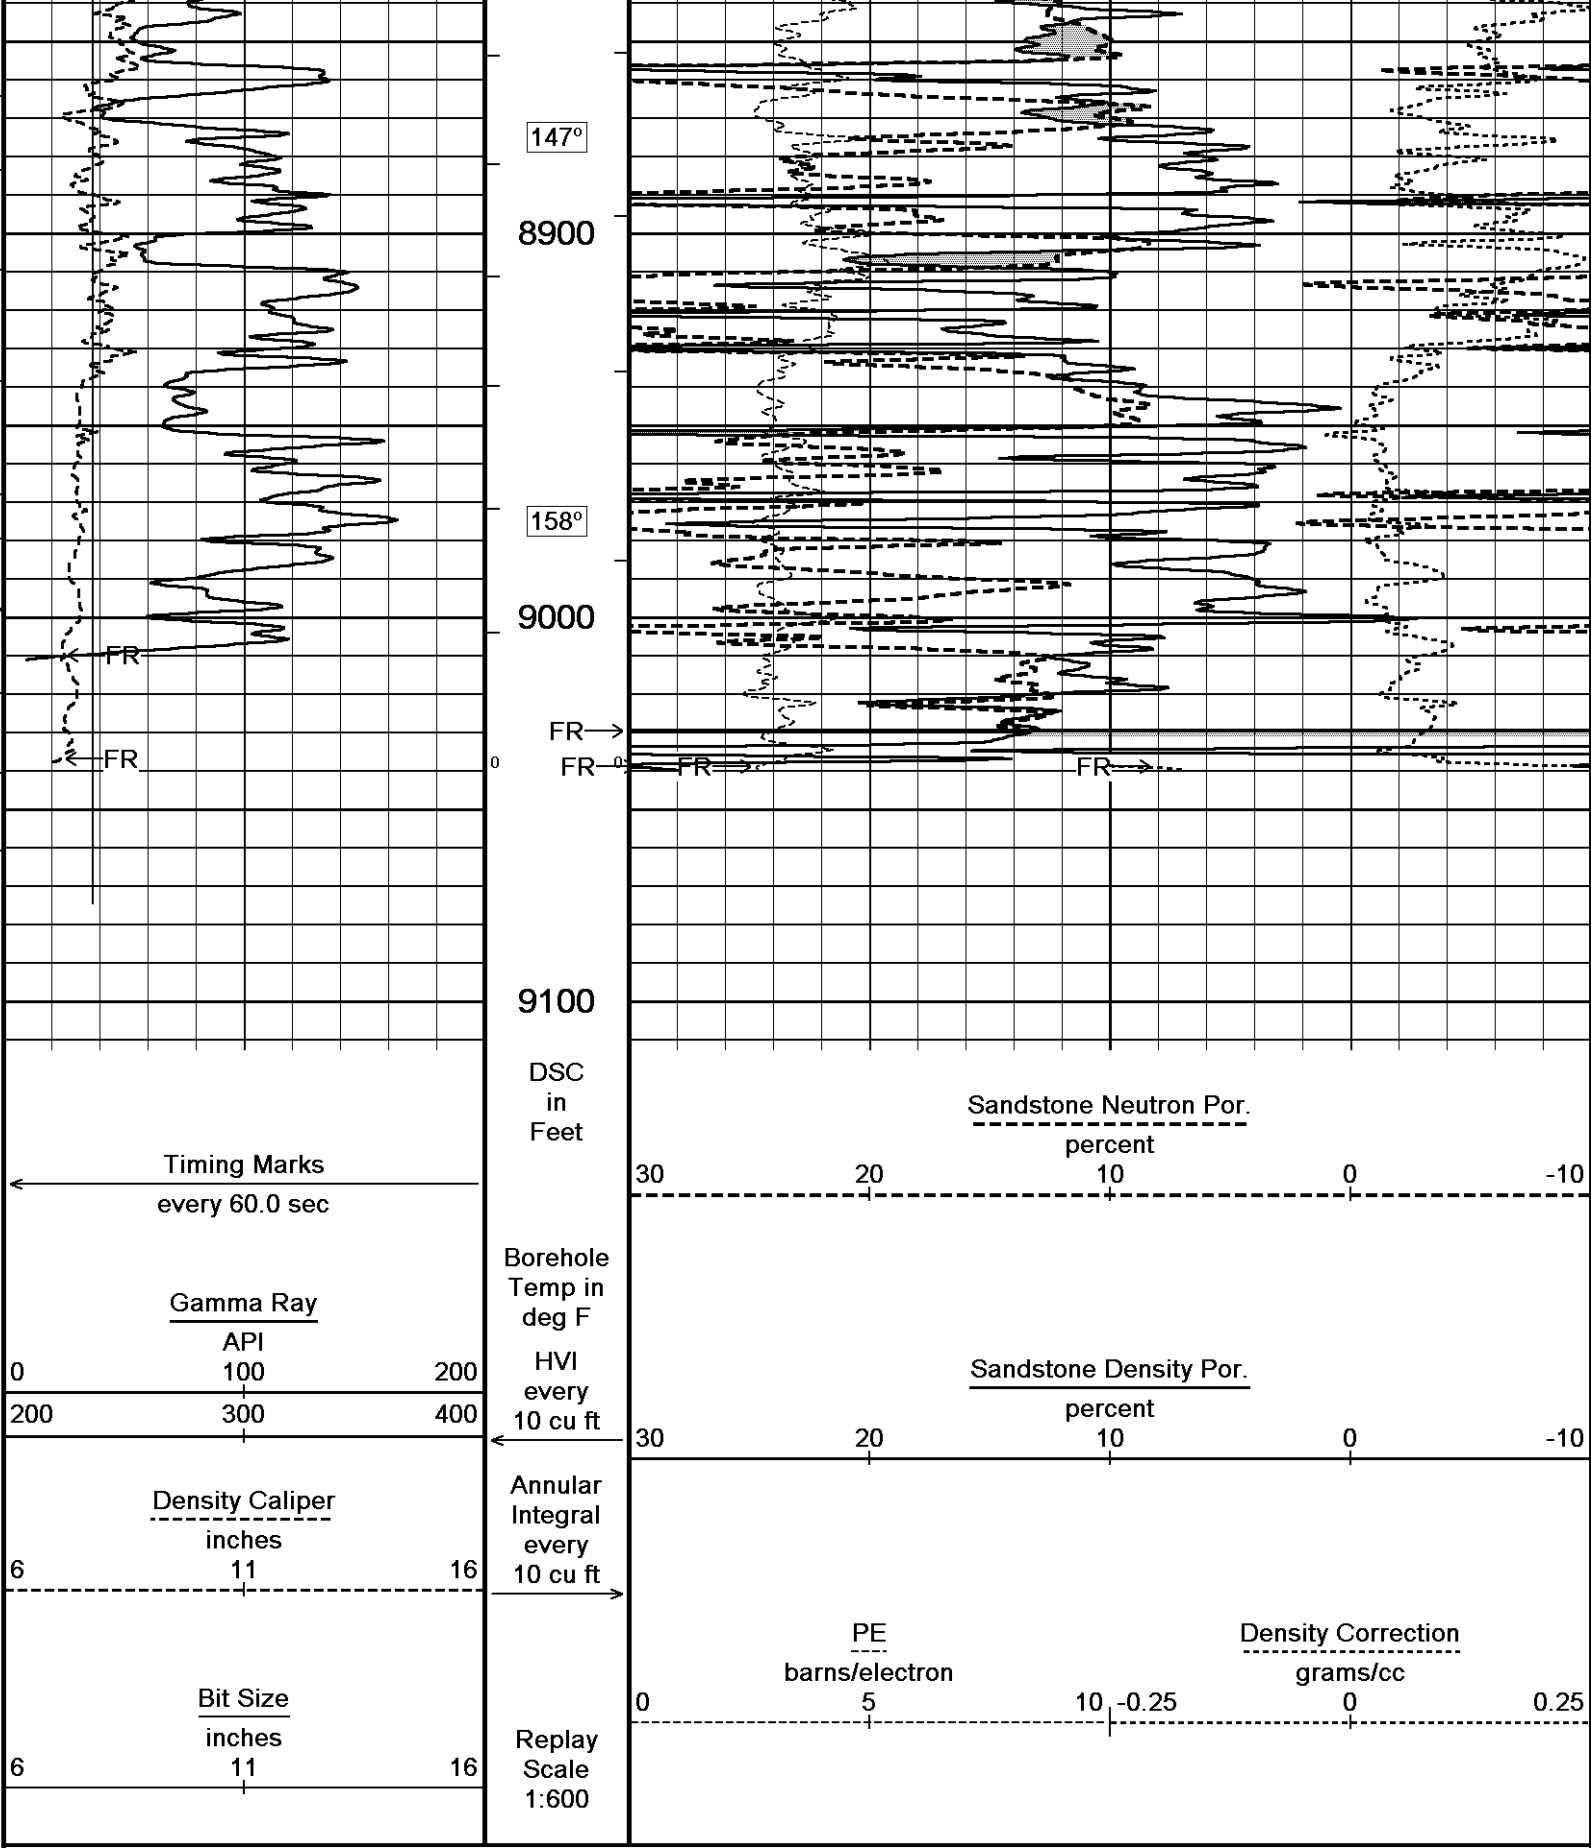 147º
8900
158º
9000
FR
FR
FR
0
FR
0
FR
FR
9100
DSC
in
Feet
Sandstone Neutron Por.
percent
30 20 10 0 -10
Timing Marks
every 60.0 sec
Borehole
Temp in
deg F
Gamma Ray
API
0 100 200
200 300 400
HVI
every
10 cu ft
Sandstone Density Por.
percent
30 20 10 0 -10
Annular
Integral
every
10 cu ft
Density Caliper
inches
6 11 16
PE
barns/electron
0 5 10
Density Correction
grams/cc
-0.25 0 0.25
Bit Size
inches
6 11 16
Replay
Scale
1:600